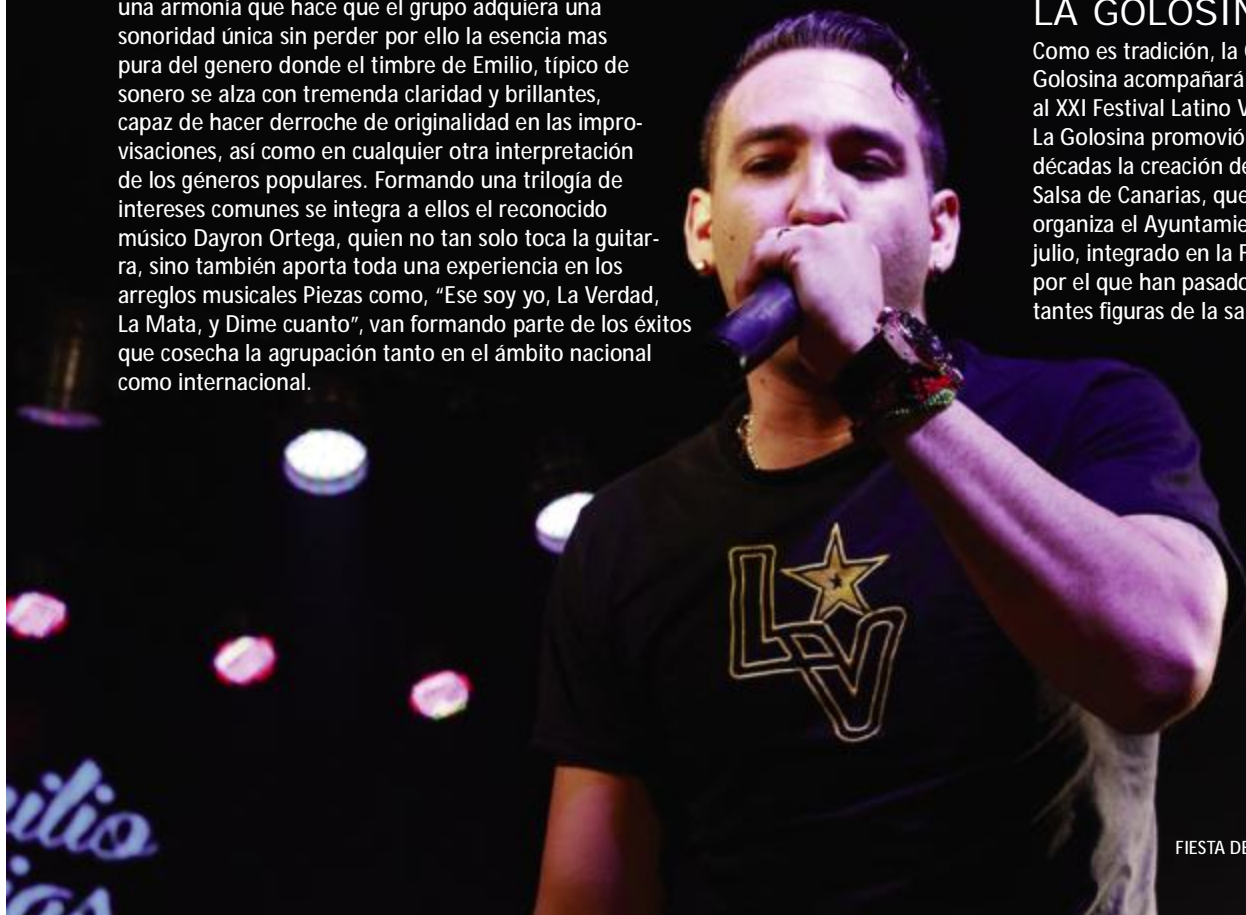 una armonía que hace que el grupo adquiera una
sonoridad única sin perder por ello la esencia mas
pura del genero donde el timbre de Emilio, típico de
sonero se alza con tremenda claridad y brillantes,
capaz de hacer derroche de originalidad en las impro-
visaciones, así como en cualquier otra interpretación
de los géneros populares. Formando una trilogía de
intereses comunes se integra a ellos el reconocido
músico Dayron Ortega, quien no tan solo toca la guitar-
ra, sino también aporta toda una experiencia en los
arreglos musicales Piezas como, “Ese soy yo, La Verdad,
La Mata, y Dime cuanto”, van formando parte de los éxitos
que cosecha la agrupación tanto en el ámbito nacional
como internacional.
LA GOLOSIN
Como es tradición, la
Golosina acompañará
al XXI Festival Latino V
La Golosina promovió
décadas la creación de
Salsa de Canarias, que
organiza el Ayuntamie
julio, integrado en la F
por el que han pasado
tantes figuras de la sa
LV
ilio
ias
FIESTA DE